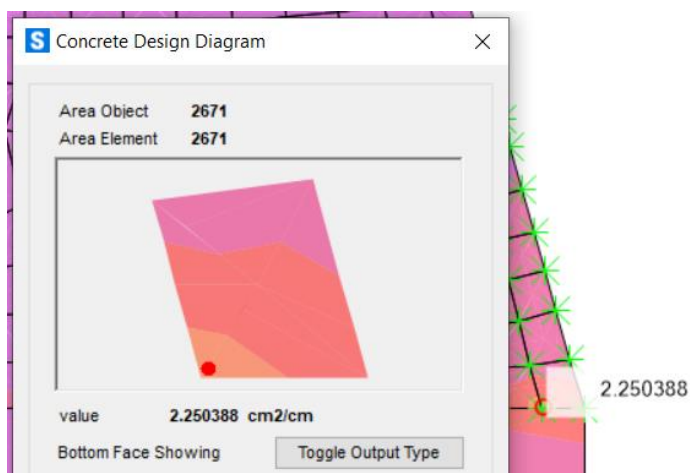 S Concrete Design Diagram
Area Object 2671
Area Element 2671
2.250388
value 2.250388 cm2/cm
Bottom Face Showing Toggle Output Type